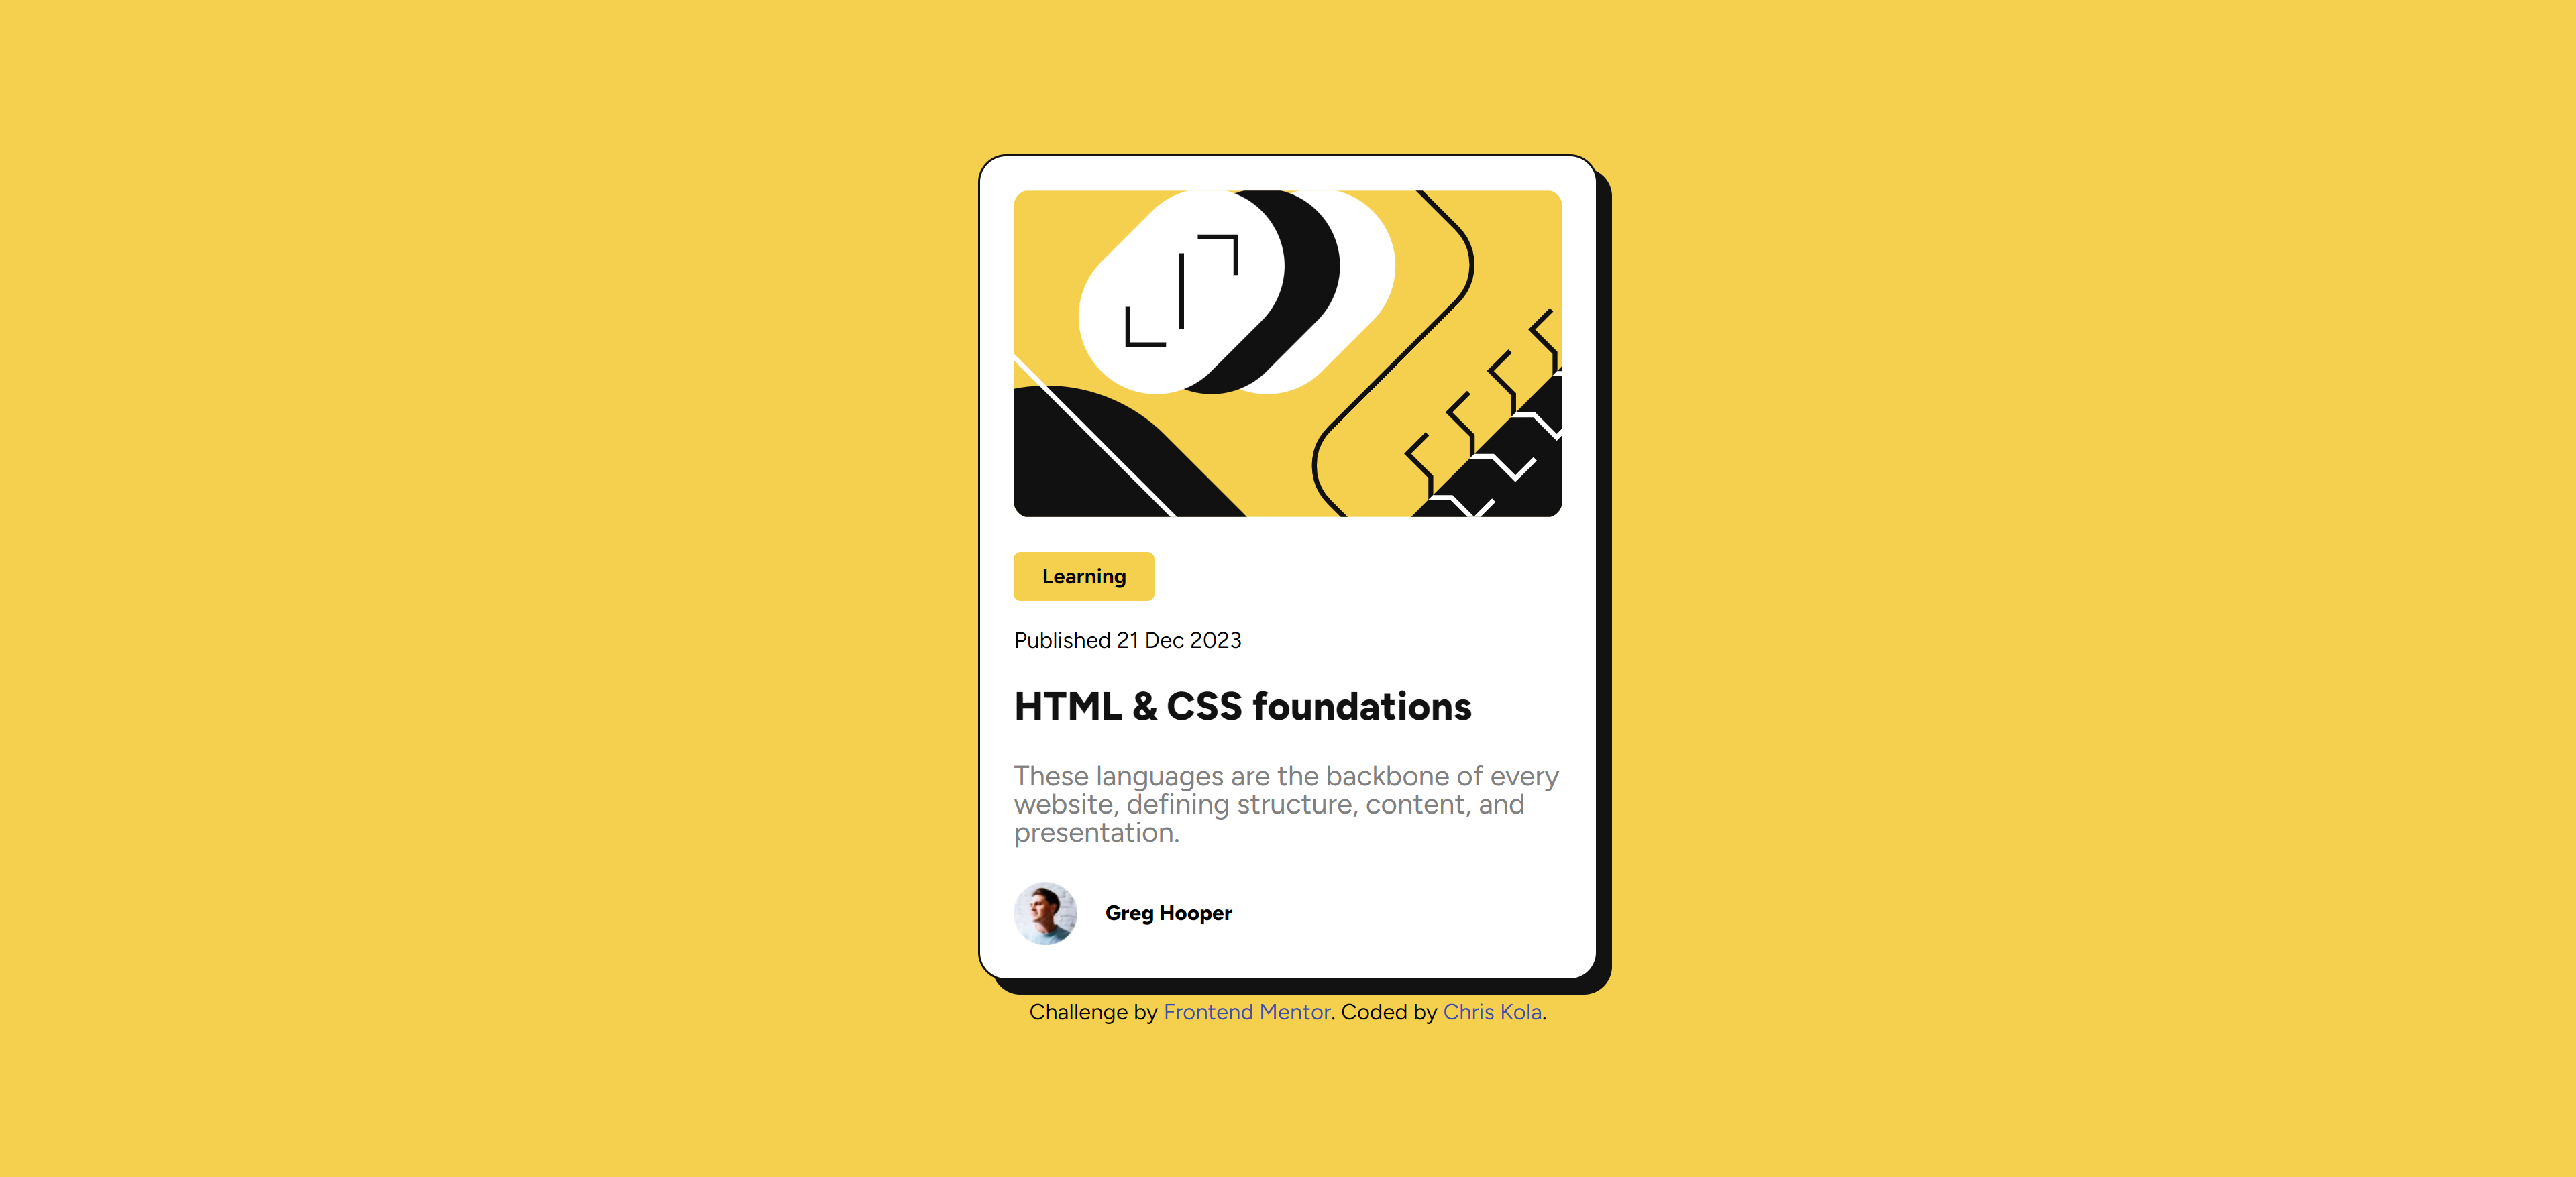 Learning
Published 21 Dec 2023
HTML & CSS foundations
These languages are the backbone of every
website, defining structure, content, and
presentation.
Greg Hooper
Challenge by Frontend Mentor. Coded by Chris Kola.